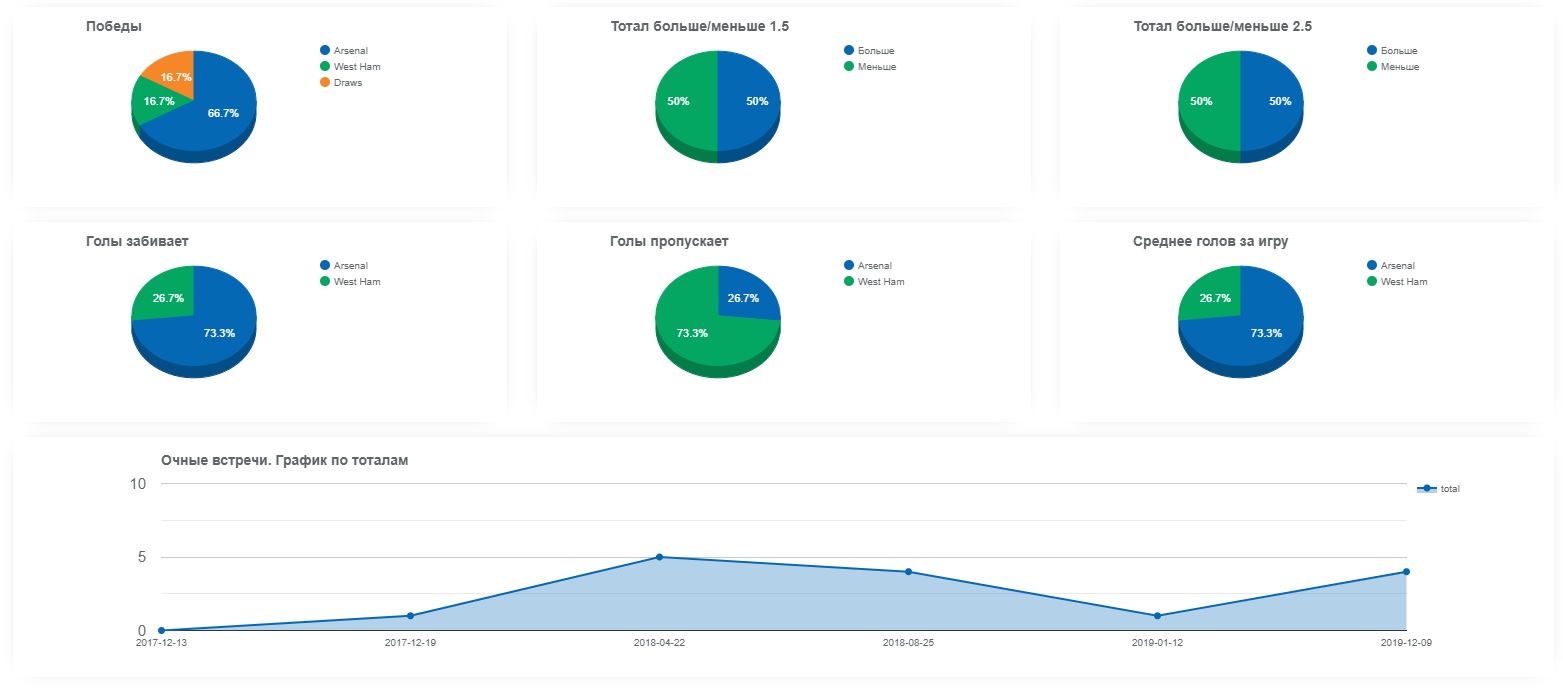 Победы
Arsenal
West Ham
Draws
16.7%
16.7%
66.7%
Тотал больше/меньше 1.5
Больше
Меньше
50%
50%
Тотал больше/меньше 2.5
Больше
Меньше
50%
50%
Голы забивает
Arsenal
West Ham
26.7%
73.3%
Голы пропускает
Arsenal
West Ham
26.7%
73.3%
Среднее голов за игру
Arsenal
West Ham
26.7%
73.3%
Очные встречи. График по тоталам
10
5
0
total
2017-12-13
2017-12-19
2018-04-22
2018-08-25
2019-01-12
2019-12-09